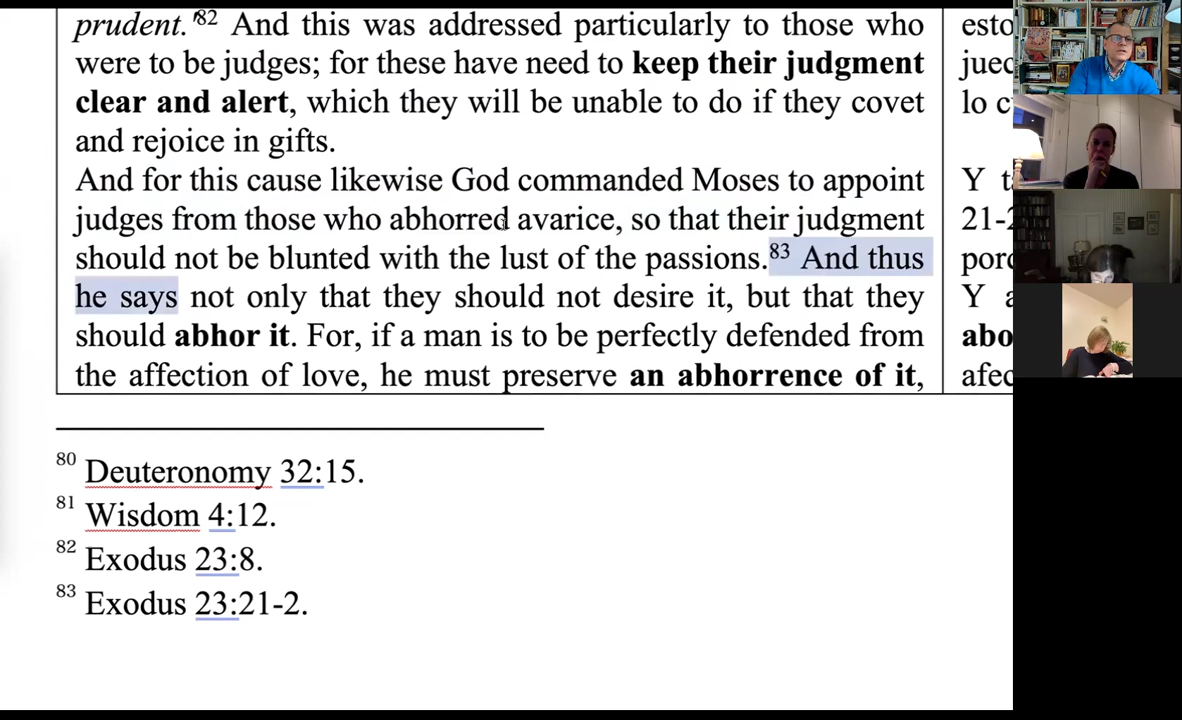 prudent.'82 And this was addressed particularly to those who
were to be judges; for these have need to keep their judgment
clear and alert, which they will be unable to do if they covet
and rejoice in gifts.
And for this cause likewise God commanded Moses to appoint
judges from those who abhorred avarice, so that their judgment
should not be blunted with the lust of the passions.83 And thus
he says not only that they should not desire it, but that they
should abhor it. For, if a man is to be perfectly defended from
the affection of love, he must preserve an abhorrence of it,
esto
juec
lo c
Y t
21-
porq
Y a
abo
afec
80 Deuteronomy 32:15.
81 Wisdom 4:12.
82 Exodus 23:8.
83 Exodus 23:21-2.